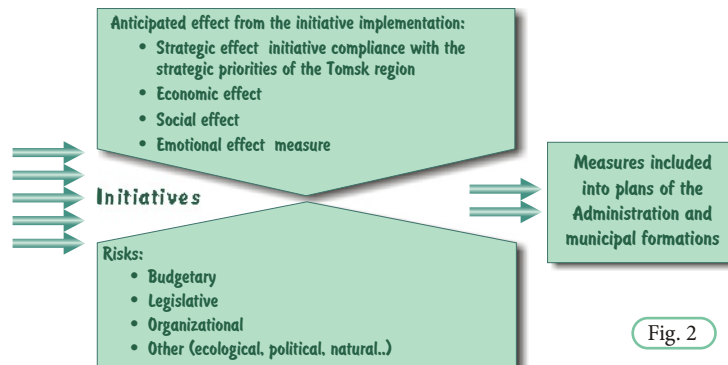 Anticipated effect from the initiative implementation:
• Strategic effect initiative compliance with the
strategic priorities of the Tomsk region
• Economic effect
• Social effect
• Emotional effect measure
Initiatives
Measures included
into plans of the
Administration and
municipal formations
Risks:
• Budgetary
• Legislative
• Organizational
• Other (ecological, political, natural..)
Fig. 2